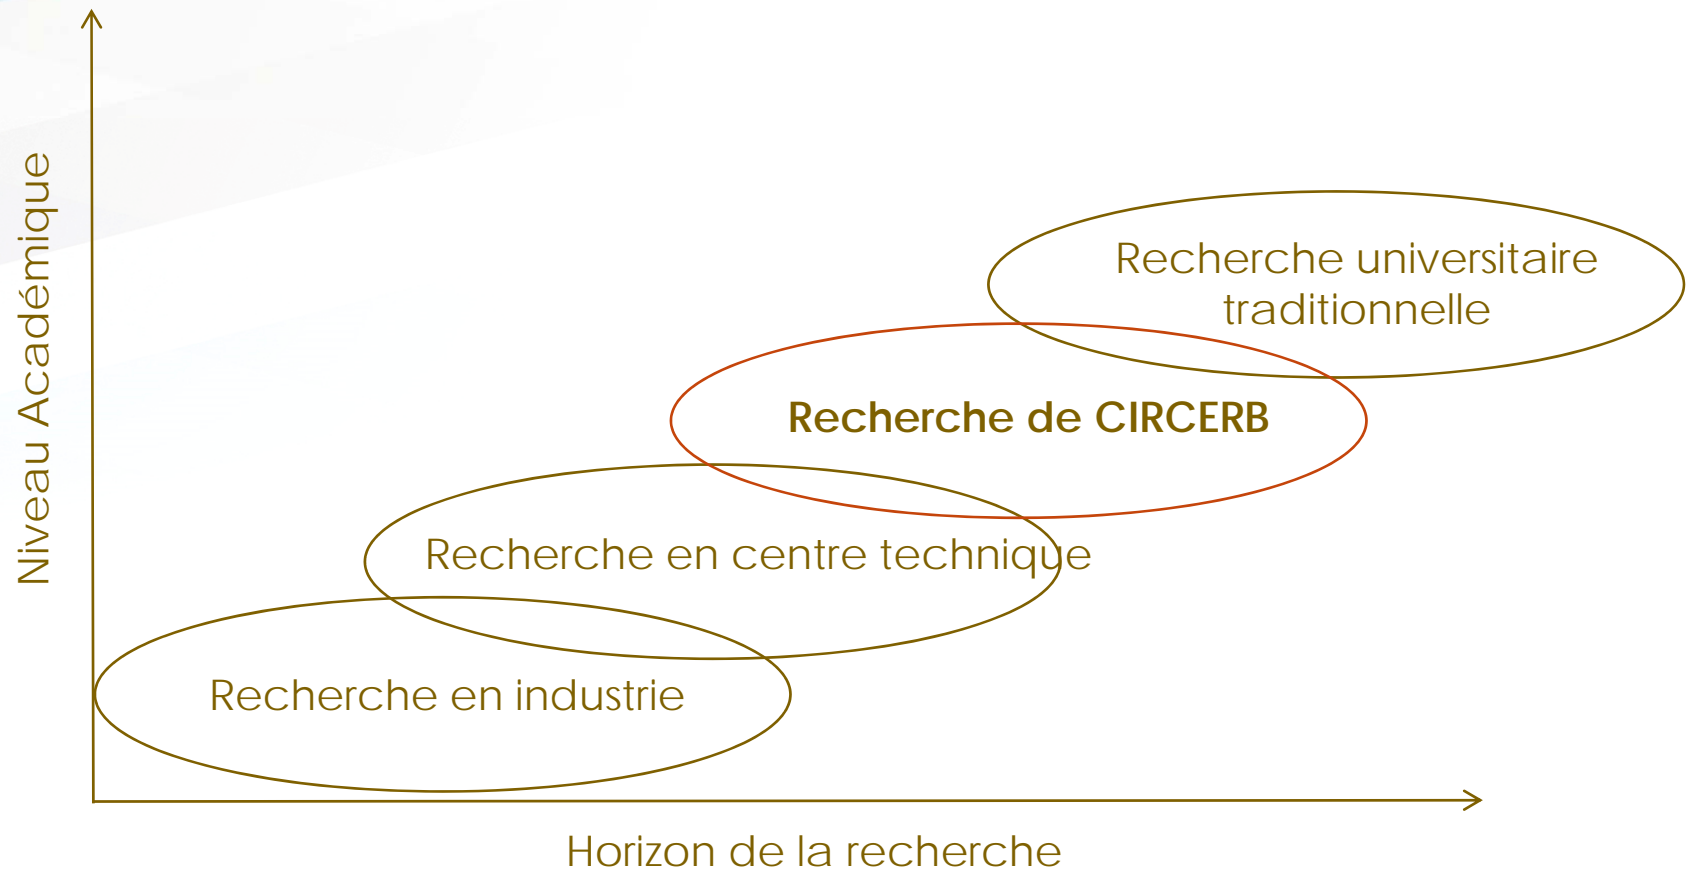 Niveau Académique
Recherche universitaire
traditionnelle
Recherche de CIRCERB
Recherche en centre technique
Recherche en industrie
Horizon de la recherche